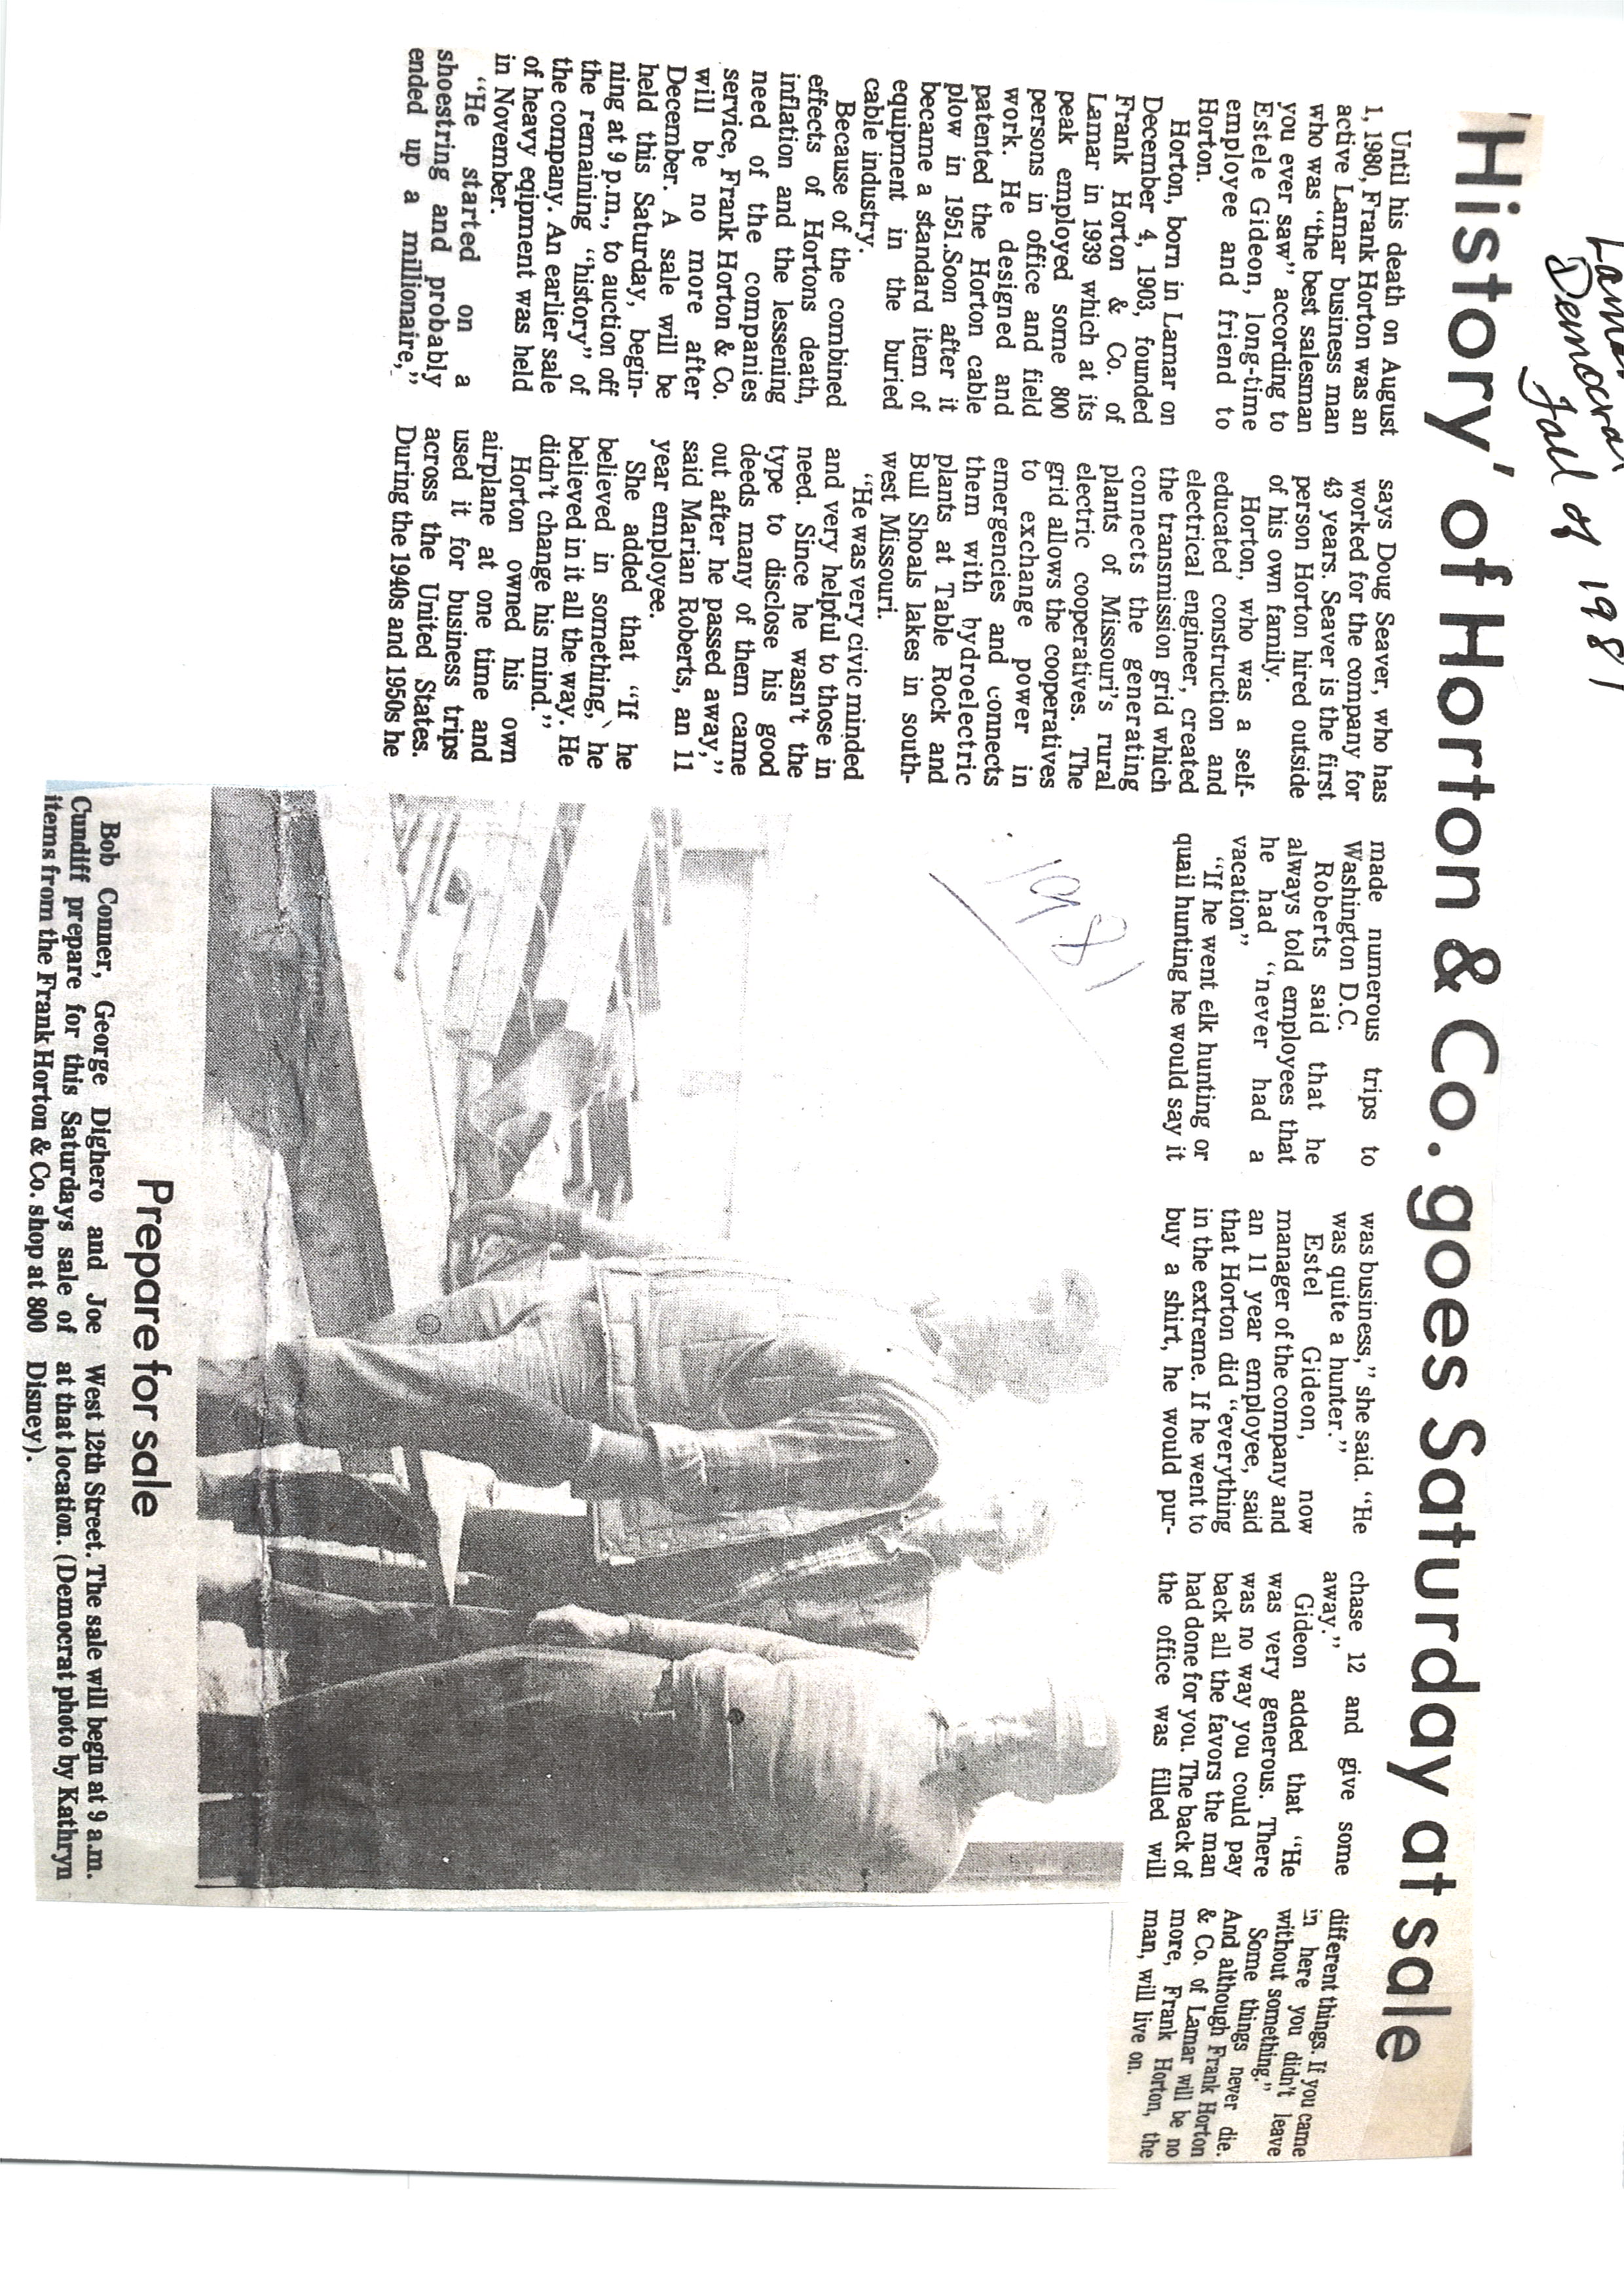 Lamar
Democrat
Fall of 1981
'History' of Horton & Co. goes Saturday at sale
Until his death on August
1, 1980, Frank Horton was an
active Lamar business man
who was "the best salesman
you ever saw" according to
Estele Gideon, long-time
employee and friend to
Horton.
Horton, born in Lamar on
December 4, 1903, founded
Frank Horton & Co. of
Lamar in 1939 which at its
peak employed some 800
persons in office and field
work. He designed and
patented the Horton cable
plow in 1951.Soon after it
became a standard item of
equipment in the buried
cable industry.
Because of the combined
effects of Hortons death,
inflation and the lessening
need of the companies
service, Frank Horton & Co.
will be no more after
December. A sale will be
held this Saturday, begin-
ning at 9 p.m., to auction off
the remaining "history" of
the company. An earlier sale
of heavy eqipment was held
in November.
"He started on a
shoestring and probably
ended up a millionaire,"
says Doug Seaver, who has
worked for the company for
43 years. Seaver is the first
person Horton hired outside
of his own family.
Horton, who was a self-
educated construction and
electrical engineer, created
the transmission grid which
connects the generating
plants of Missouri's rural
electric cooperatives. The
grid allows the cooperatives
to exchange power in
emergencies and connects
them with hydroelectric
plants at Table Rock and
Bull Shoals lakes in south-
west Missouri.
"He was very civic minded
and very helpful to those in
need. Since he wasn't the
type to disclose his good
deeds many of them came
out after he passed away,"
said Marian Roberts, an 11
year employee.
She added that "If he
believed in something, he
believed in it all the way. He
didn't change his mind."
Horton owned his own
airplane at one time and
used it for business trips
across the United States.
During the 1940s and 1950s he
made numerous trips to
Washington D.C.
Roberts said that he
always told employees that
he had "never had a
vacation"
"If he went elk hunting or
quail hunting he would say it
was business," she said. "He
was quite a hunter."
Estel Gideon, now
manager of the company and
an 11 year employee, said
that Horton did "everything
in the extreme. If he went to
buy a shirt, he would pur-
chase 12 and give some
away."
Gideon added that "He
was very generous. There
was no way you could pay
back all the favors the man
had done for you. The back of
the office was filled will
different things. If you came
in here you didn't leave
without something."
Some things never die.
And although Frank Horton
& Co. of Lamar will be no
more, Frank Horton, the
man, will live on.
1981
Prepare for sale
Bob Conner, George Dighero and Joe
Cundiff prepare for this Saturdays sale of
items from the Frank Horton & Co. shop at 800
West 12th Street. The sale will begin at 9 a.m.
at that location. (Democrat photo by Kathryn
Disney).